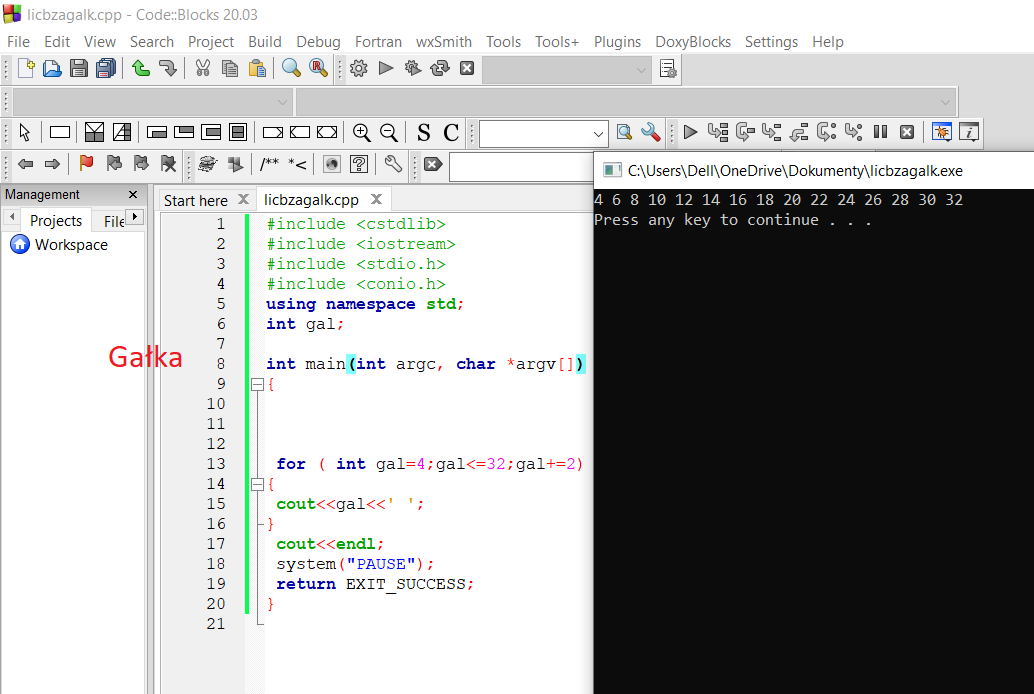 licbzagalk.cpp - Code::Blocks 20.03
File Edit View Search Project Build Debug Fortran wxSmith Tools Tools+ Plugins DoxyBlocks Settings Help
S C
/** *<
Management
Projects File
Workspace
Start here licbzagalk.cpp
1 #include <cstdlib>
2 #include <iostream>
3 #include <stdio.h>
4 #include <conio.h>
5 using namespace std;
6 int gal;
7
8 int main(int argc, char *argv[])
9 {
10
11
12
13 for ( int gal=4;gal<=32;gal+=2)
14 {
15 cout<<gal<<' ';
16 }
17 cout<<endl;
18 system("PAUSE");
19 return EXIT_SUCCESS;
20 }
21
Gałka
C:\Users\Dell\OneDrive\Dokumenty\licbzagalk.exe
4 6 8 10 12 14 16 18 20 22 24 26 28 30 32
Press any key to continue . . .